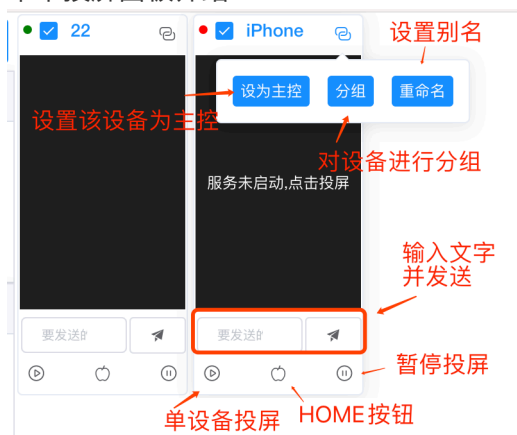 22
iPhone
设置别名
设为主控
分组
重命名
设置该设备为主控
对设备进行分组
服务未启动,点击投屏
输入文字
并发送
要发送的
要发送
暂停投屏
单设备投屏
HOME按钮